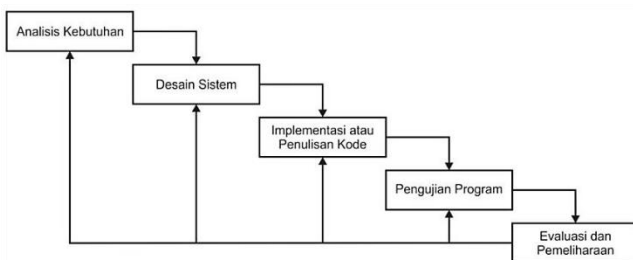 Analisis Kebutuhan
Desain Sistem
Implementasi atau
Penulisan Kode
Pengujian Program
Evaluasi dan
Pemeliharaan